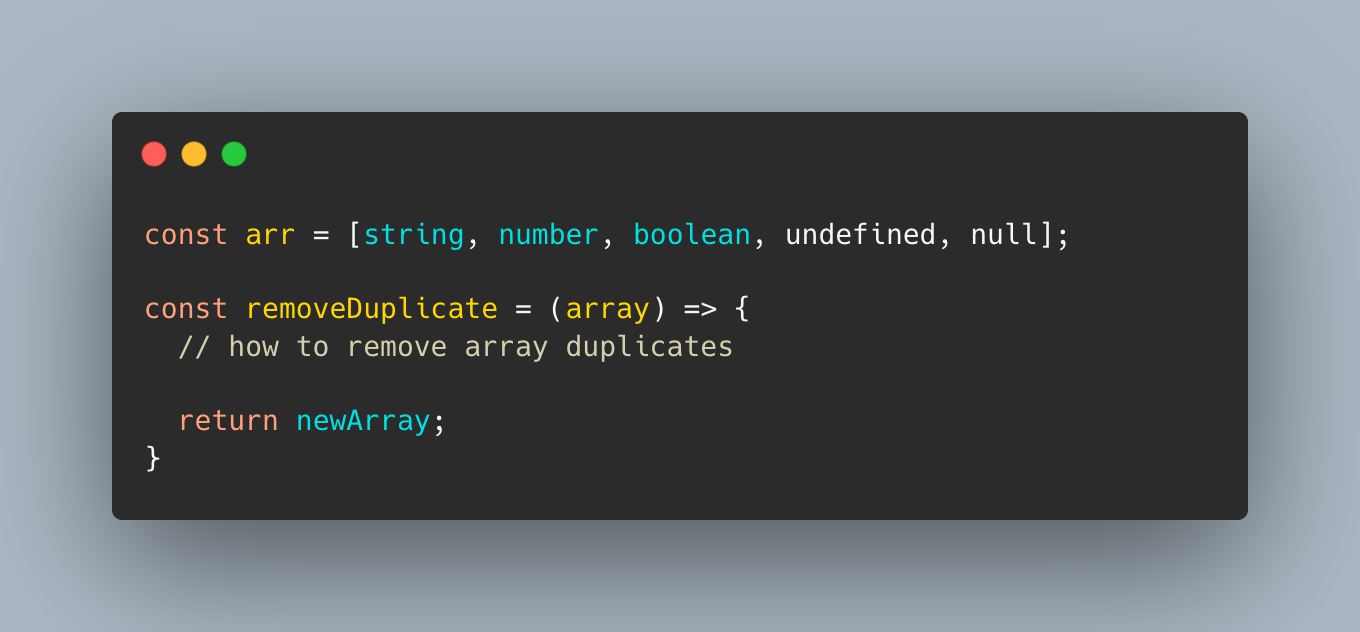 const arr = [string, number, boolean, undefined, null];
const removeDuplicate = (array) => {
// how to remove array duplicates
return newArray;
}